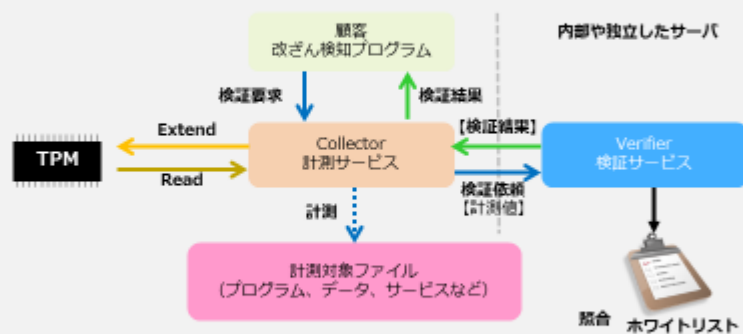 顧客
改ざん検知プログラム
内部や独立したサーバ
検証要求
検証結果
Extend
TPM
Read
Collector
計測サービス
【検証結果】
Verifier
検証サービス
検証依頼
【計測値】
計測
計測対象ファイル
(プログラム、データ、サービスなど)
照合
ホワイトリスト